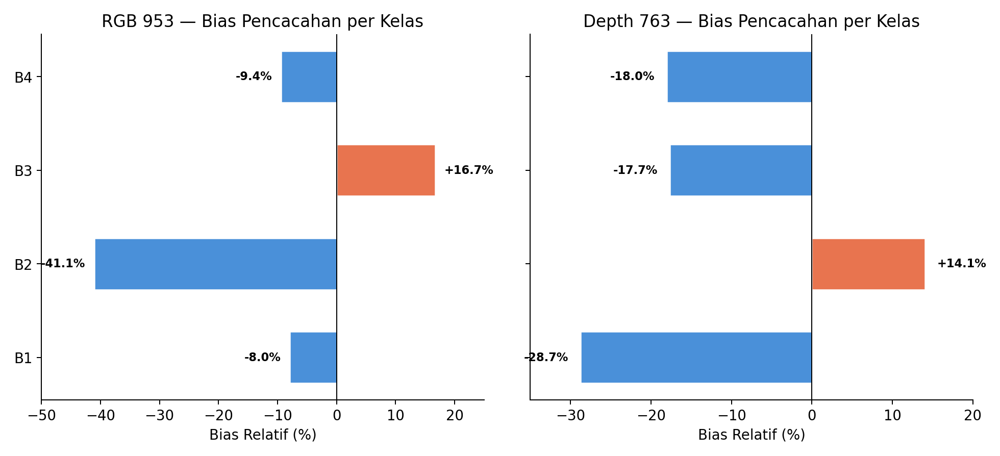 RGB 953 — Bias Pencacahan per Kelas
B4
-9.4%
B3
+16.7%
B2
-41.1%
B1
-8.0%
−50
−40
−30
−20
−10
0
10
20
Bias Relatif (%)
Depth 763 — Bias Pencacahan per Kelas
-18.0%
-17.7%
+14.1%
-28.7%
−30
−20
−10
0
10
20
Bias Relatif (%)